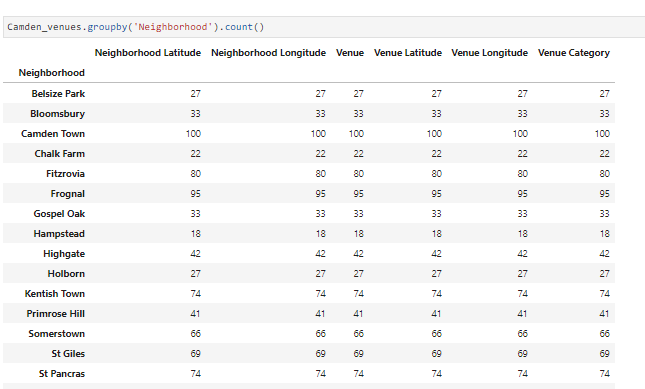 Camden_venues.groupby('Neighborhood').count()
Neighborhood Latitude Neighborhood Longitude Venue Venue Latitude Venue Longitude Venue Category
Neighborhood
Belsize Park 27 27 27 27 27 27
Bloomsbury 33 33 33 33 33 33
Camden Town 100 100 100 100 100 100
Chalk Farm 22 22 22 22 22 22
Fitzrovia 80 80 80 80 80 80
Frognal 95 95 95 95 95 95
Gospel Oak 33 33 33 33 33 33
Hampstead 18 18 18 18 18 18
Highgate 42 42 42 42 42 42
Holborn 27 27 27 27 27 27
Kentish Town 74 74 74 74 74 74
Primrose Hill 41 41 41 41 41 41
Somerstown 66 66 66 66 66 66
St Giles 69 69 69 69 69 69
St Pancras 74 74 74 74 74 74